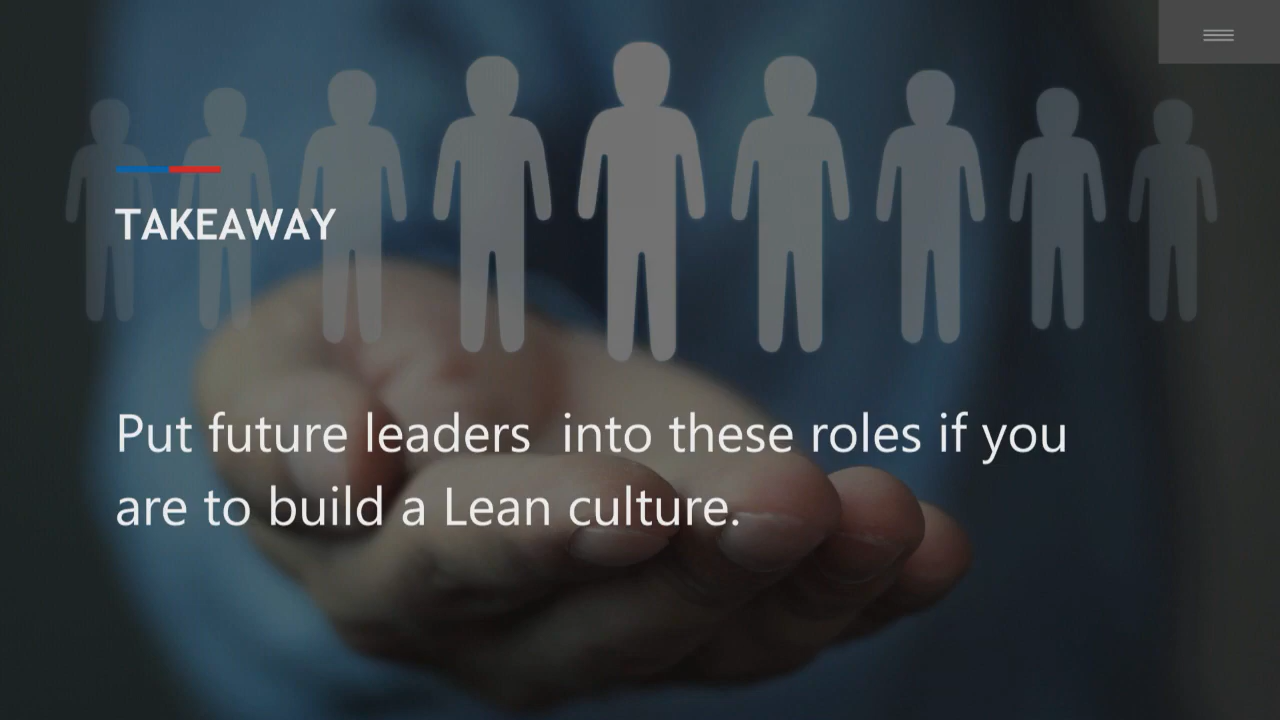 TAKEAWAY
Put future leaders  into these roles if you
are to build a Lean culture.